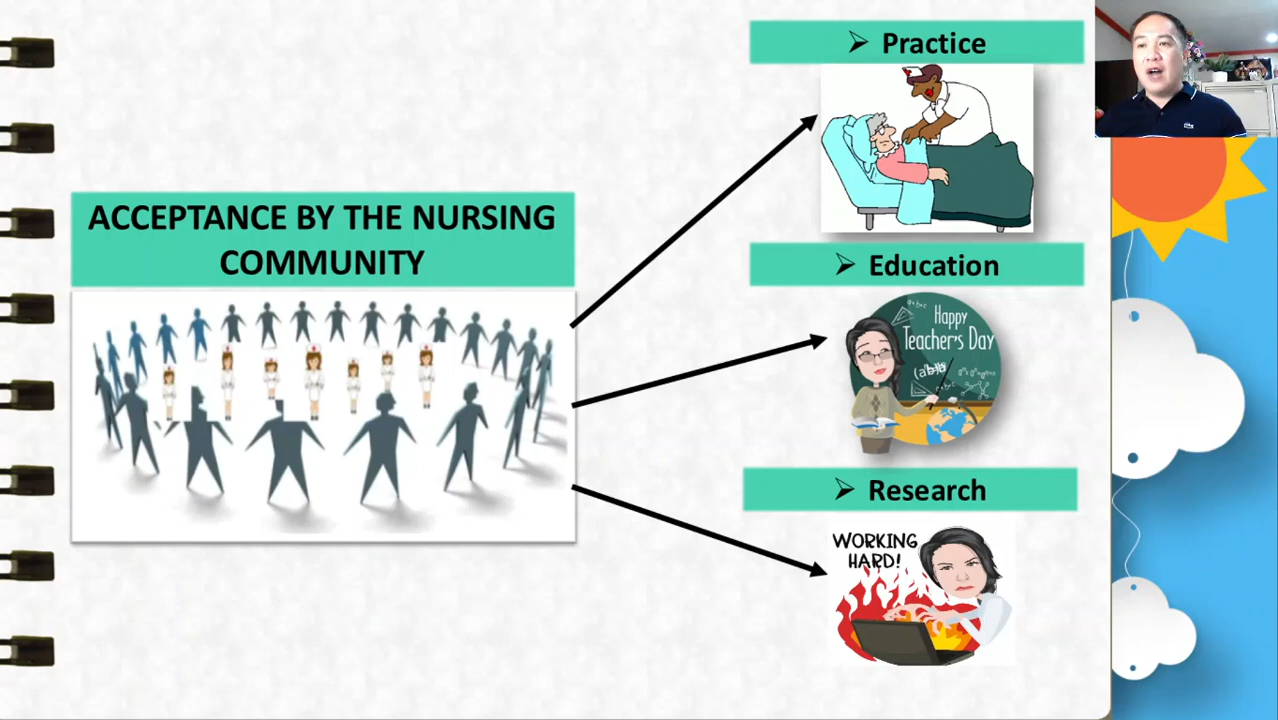 ACCEPTANCE BY THE NURSING
COMMUNITY
➢ Practice
➢ Education
Happy
Teacher's Day
➢ Research
WORKING
HARD!